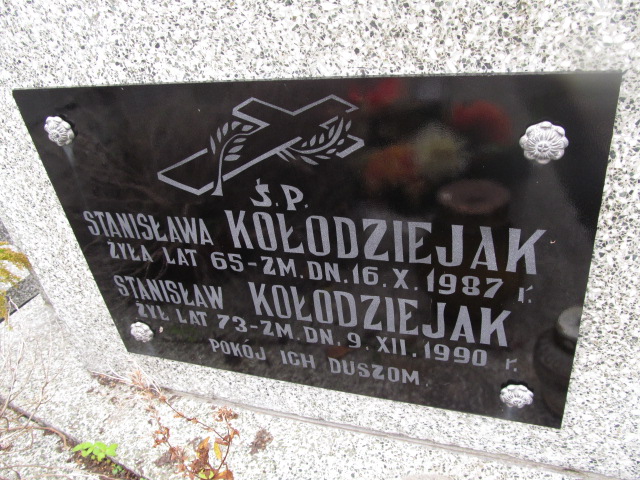 Ś.P.
STANISŁAWA KOŁODZIEJAK
ŻYŁA LAT 65-ZM.DN.16.X.1987 r.
STANISŁAW KOŁODZIEJAK
ŻYŁ LAT 73-ZM.DN.9.XII.1990 r.
POKÓJ ICH DUSZOM.